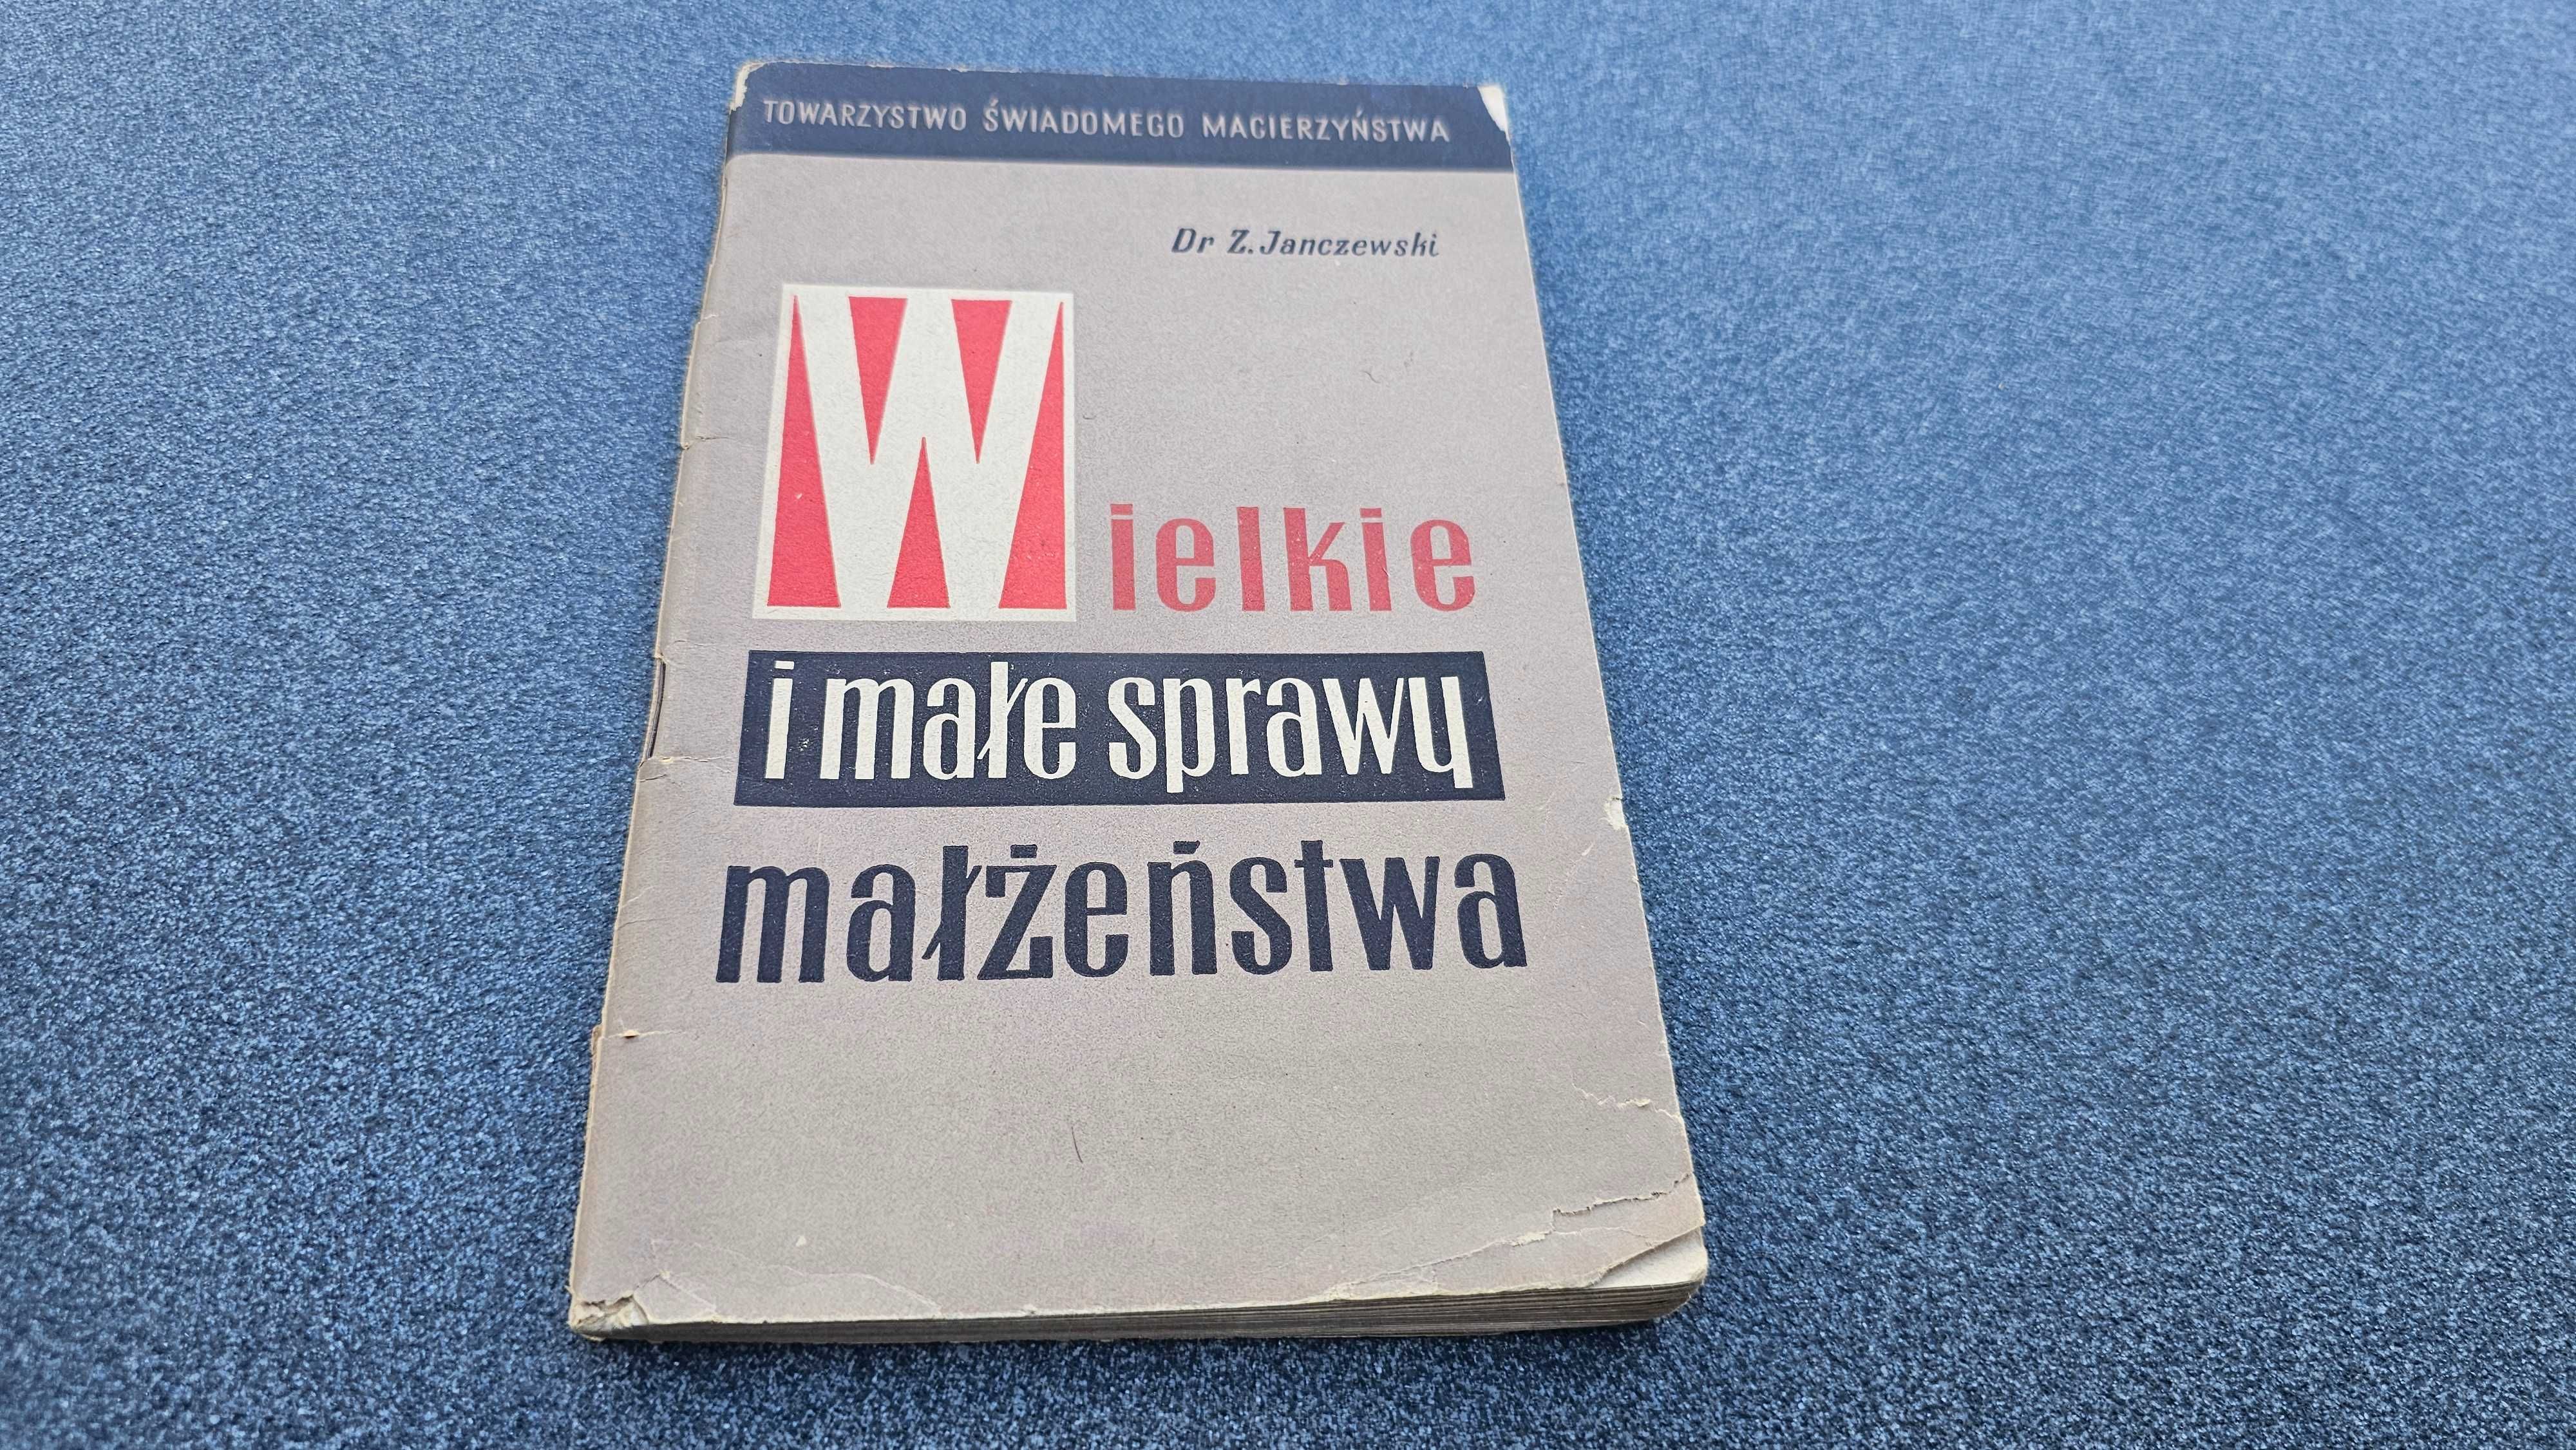 TOWARZYSTWO ŚWIADOMEGO MACIERZYŃSTWA
Dr Z. Janczewski
Wielkie
i małe sprawy
małżeństwa